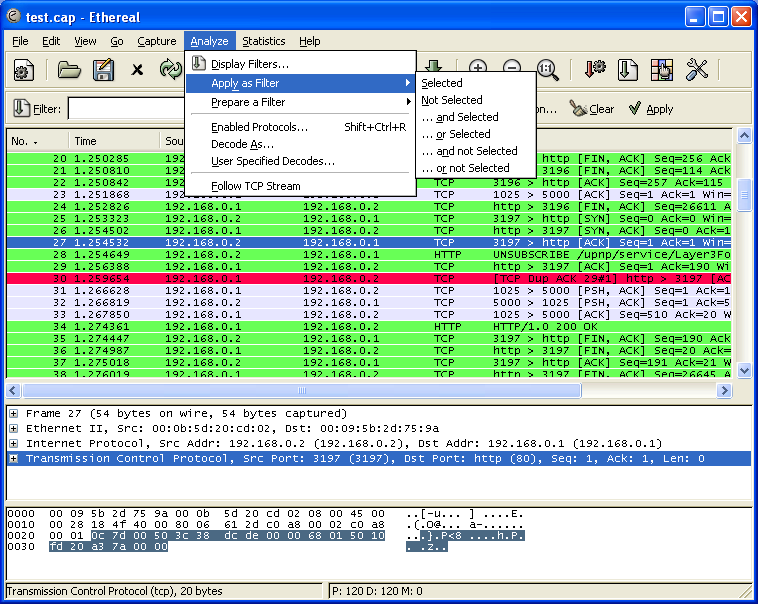 test.cap - Ethereal
File Edit View Go Capture Analyze Statistics Help
Display Filters...
Apply as Filter
Prepare a Filter
Enabled Protocols... Shift+Ctrl+R
Decode As...
User Specified Decodes...
Follow TCP Stream
Selected
Not Selected
... and Selected
... or Selected
... and not Selected
... or not Selected
Filter: Clear Apply
No. . Time Sou
20 1.250285 192 > http [FIN, ACK] Seq=256 Ack
21 1.250810 192 3196 [FIN, ACK] Seq=114 Ack
22 1.250842 192 TCP 3196 > http [ACK] Seq=257 Ack=115
23 1.251868 192.168.0.2 192.168.0.1 TCP 1025 > 5000 [ACK] Seq=1 Ack=1 Win=
24 1.252826 192.168.0.1 192.168.0.2 TCP http > 3196 [FIN, ACK] Seq=26611 A
25 1.253323 192.168.0.2 192.168.0.1 TCP 3197 > http [SYN] Seq=0 Ack=0 Win=
26 1.254502 192.168.0.1 192.168.0.2 TCP http > 3197 [SYN, ACK] Seq=0 Ack=1
27 1.254532 192.168.0.2 192.168.0.1 TCP 3197 > http [ACK] Seq=1 Ack=1 Win=
28 1.254649 192.168.0.2 192.168.0.1 HTTP UNSUBSCRIBE /upnp/service/Layer3Fo
29 1.256388 192.168.0.1 192.168.0.2 TCP http > 3197 [ACK] Seq=1 Ack=190 Wi
30 1.259654 192.168.0.1 192.168.0.2 TCP [TCP Dup ACK 29#1] http > 3197 [AC
31 1.266628 192.168.0.1 192.168.0.2 TCP 1025 > 5000 [PSH, ACK] Seq=1 Ack=1
32 1.266819 192.168.0.2 192.168.0.1 TCP 5000 > 1025 [PSH, ACK] Seq=1 Ack=5
33 1.267850 192.168.0.1 192.168.0.2 TCP 1025 > 5000 [ACK] Seq=510 Ack=20 W
34 1.274361 192.168.0.1 192.168.0.2 HTTP HTTP/1.0 200 OK
35 1.274447 192.168.0.2 192.168.0.1 TCP 3197 > http [FIN, ACK] Seq=190 Ack
36 1.274987 192.168.0.1 192.168.0.2 TCP http > 3197 [FIN, ACK] Seq=20 Ack=
37 1.275018 192.168.0.2 192.168.0.1 TCP 3197 > http [ACK] Seq=191 Ack=21 W
38 1.276019 192.168.0.1 192.168.0.2 TCP http > 3196 [FIN, ACK] Seq=26645 A
Frame 27 (54 bytes on wire, 54 bytes captured)
Ethernet II, Src: 00:0b:5d:20:cd:02, Dst: 00:09:5b:2d:75:9a
Internet Protocol, Src Addr: 192.168.0.2 (192.168.0.2), Dst Addr: 192.168.0.1 (192.168.0.1)
Transmission Control Protocol, Src Port: 3197 (3197), Dst Port: http (80), Seq: 1, Ack: 1, Len: 0
0000 00 09 5b 2d 75 9a 00 0b 5d 20 cd 02 08 00 45 00 ..[-u... ] ....E.
0010 00 28 18 4f 40 00 80 06 61 2d c0 a8 00 02 c0 a8 .(.O@... a-......
0020 00 01 0c 7d 00 50 3c 38 dc de 00 00 68 01 50 10 ...}.P<8 ....h.P.
0030 fd 20 a3 7a 00 00 . .z..
Transmission Control Protocol (tcp), 20 bytes P: 120 D: 120 M: 0